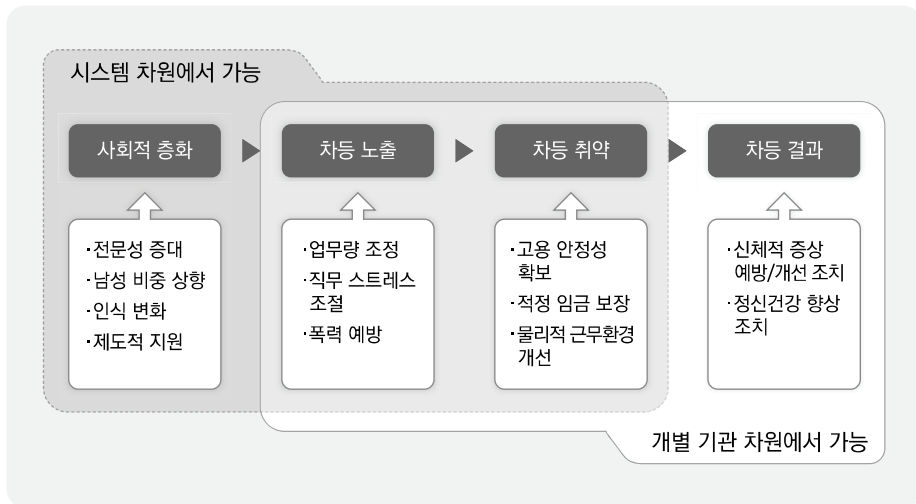 시스템 차원에서 가능
사회적 층화
차등 노출
차등 취약
차등 결과
·전문성 증대
·남성 비중 상향
·인식 변화
·제도적 지원
·업무량 조정
·직무 스트레스
조절
·폭력 예방
·고용 안정성
확보
·적정 임금 보장
·물리적 근무환경
개선
·신체적 증상
예방/개선 조치
·정신건강 향상
조치
개별 기관 차원에서 가능